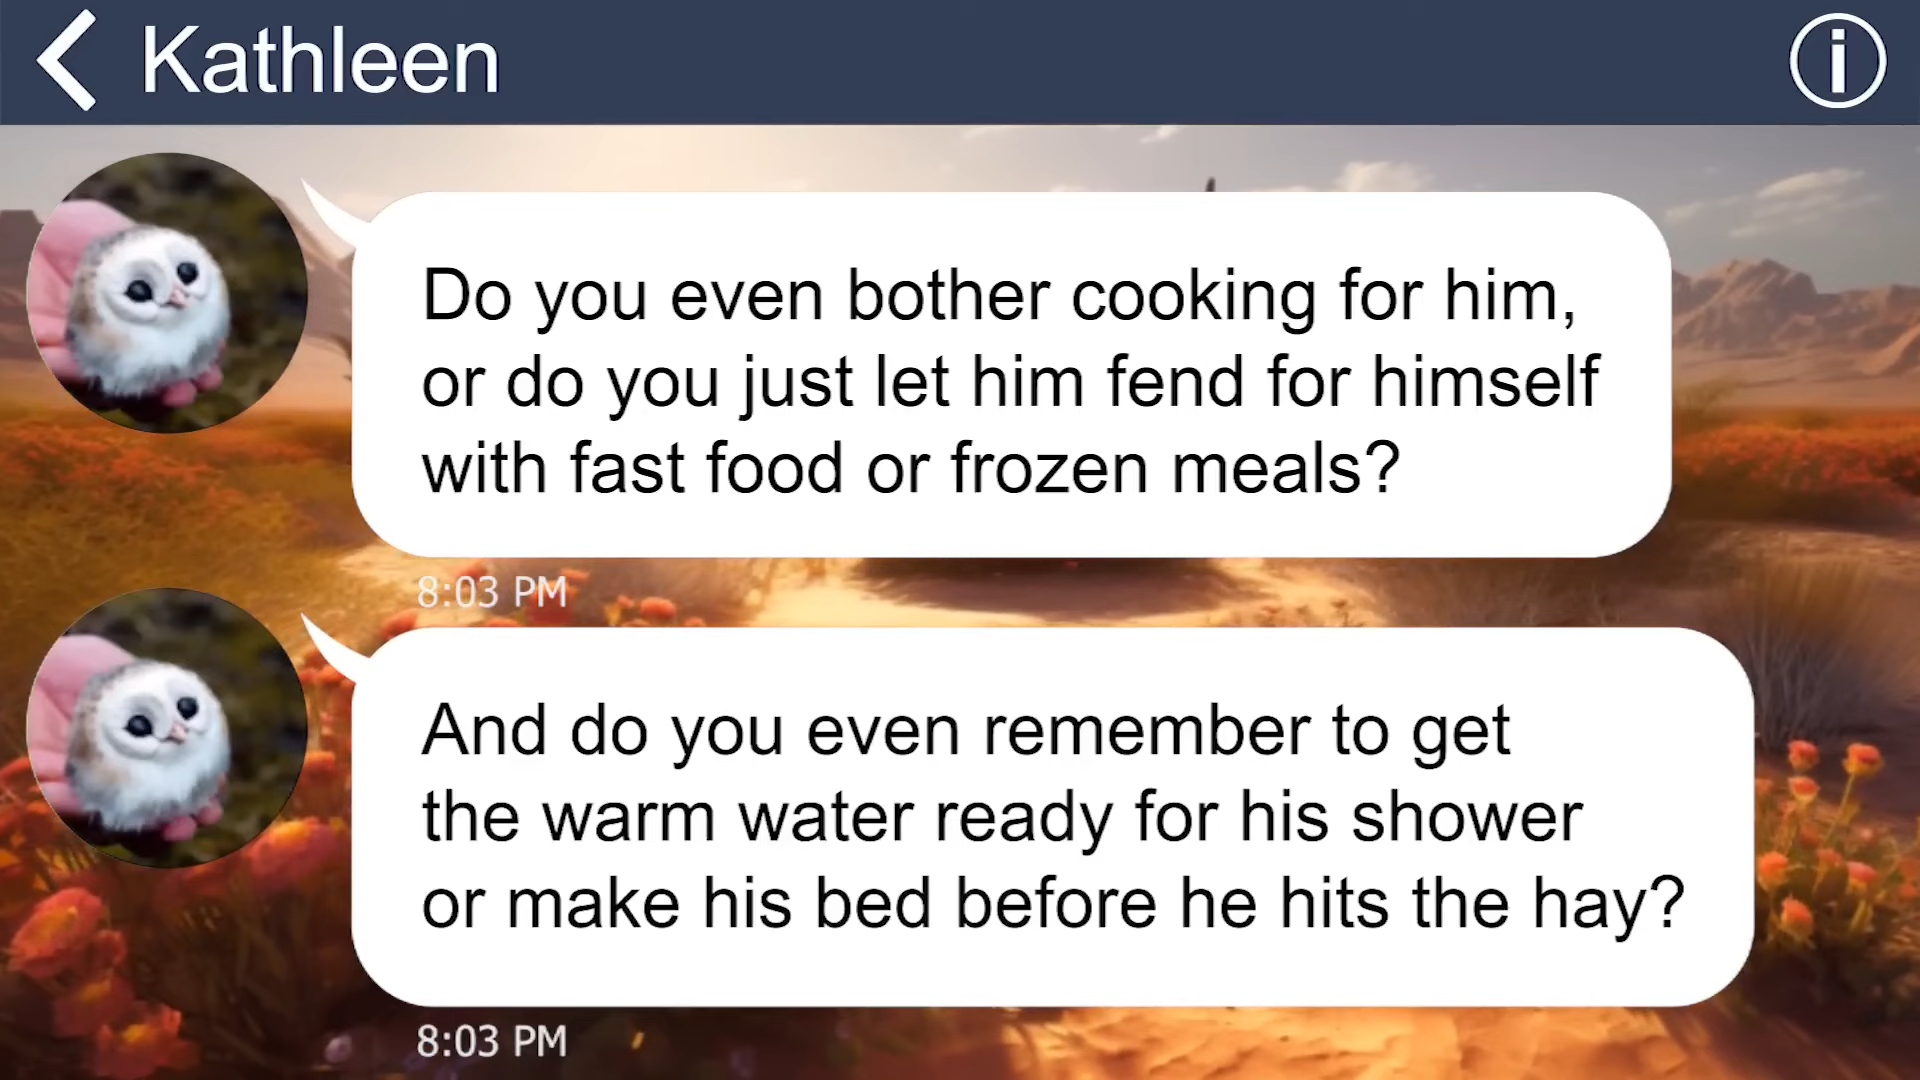 Kathleen
Do you even bother cooking for him,
or do you just let him fend for himself
with fast food or frozen meals?
8:03 PM
And do you even remember to get
the warm water ready for his shower
or make his bed before he hits the hay?
8:03 PM